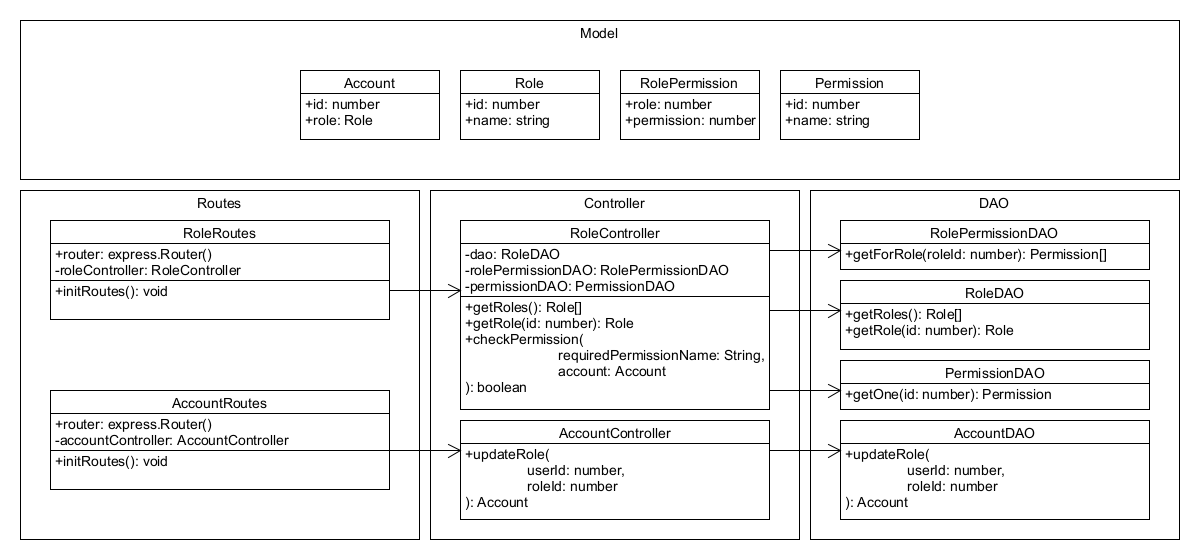 Model
Account
+id: number
+role: Role
Role
+id: number
+name: string
RolePermission
+role: number
+permission: number
Permission
+id: number
+name: string
Routes
RoleRoutes
+router: express.Router()
-roleController: RoleController
+initRoutes(): void
AccountRoutes
+router: express.Router()
-accountController: AccountController
+initRoutes(): void
Controller
RoleController
-dao: RoleDAO
-rolePermissionDAO: RolePermissionDAO
-permissionDAO: PermissionDAO
+getRoles(): Role[]
+getRole(id: number): Role
+checkPermission(
requiredPermissionName: String,
account: Account
): boolean
AccountController
+updateRole(
userId: number,
roleId: number
): Account
DAO
RolePermissionDAO
+getForRole(roleId: number): Permission[]
RoleDAO
+getRoles(): Role[]
+getRole(id: number): Role
PermissionDAO
+getOne(id: number): Permission
AccountDAO
+updateRole(
userId: number,
roleId: number
): Account